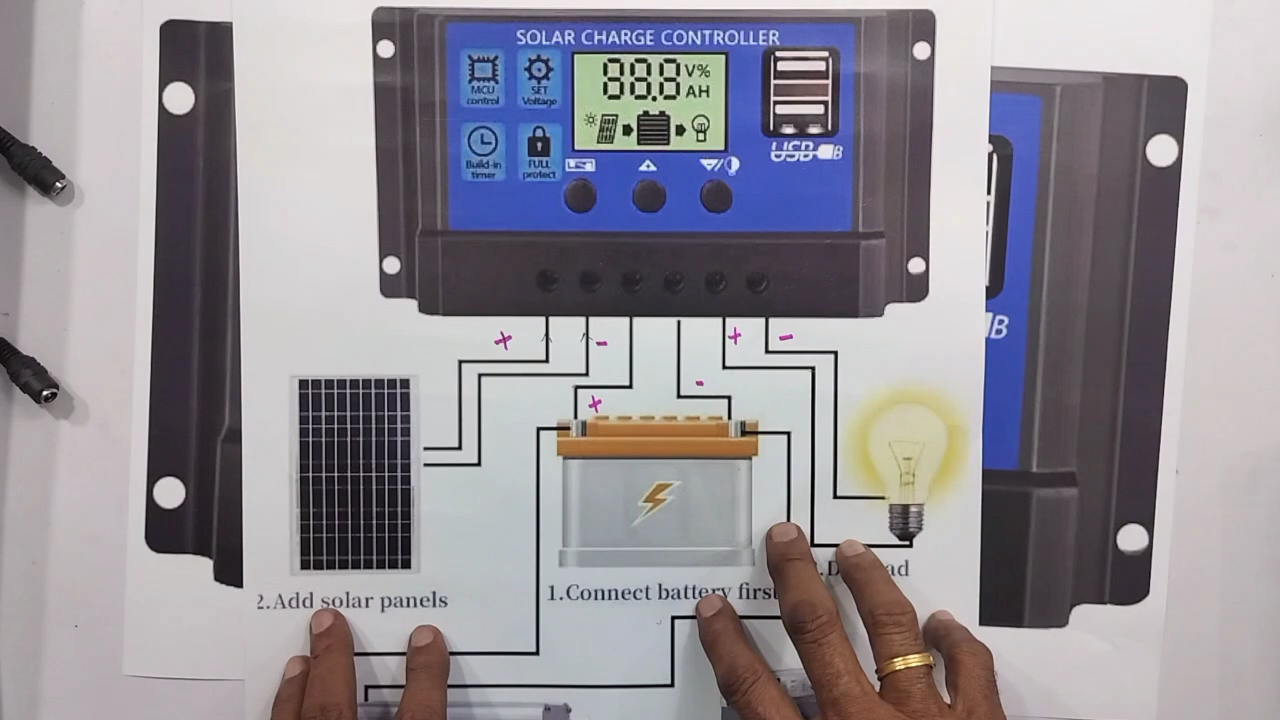 SOLAR CHARGE CONTROLLER
MCU
control
SET
Voltage
88.8 V%
AH
Build-in
timer
FULL
protect
USB
B
+
-
+
-
+
-
2.Add solar panels
1.Connect battery first